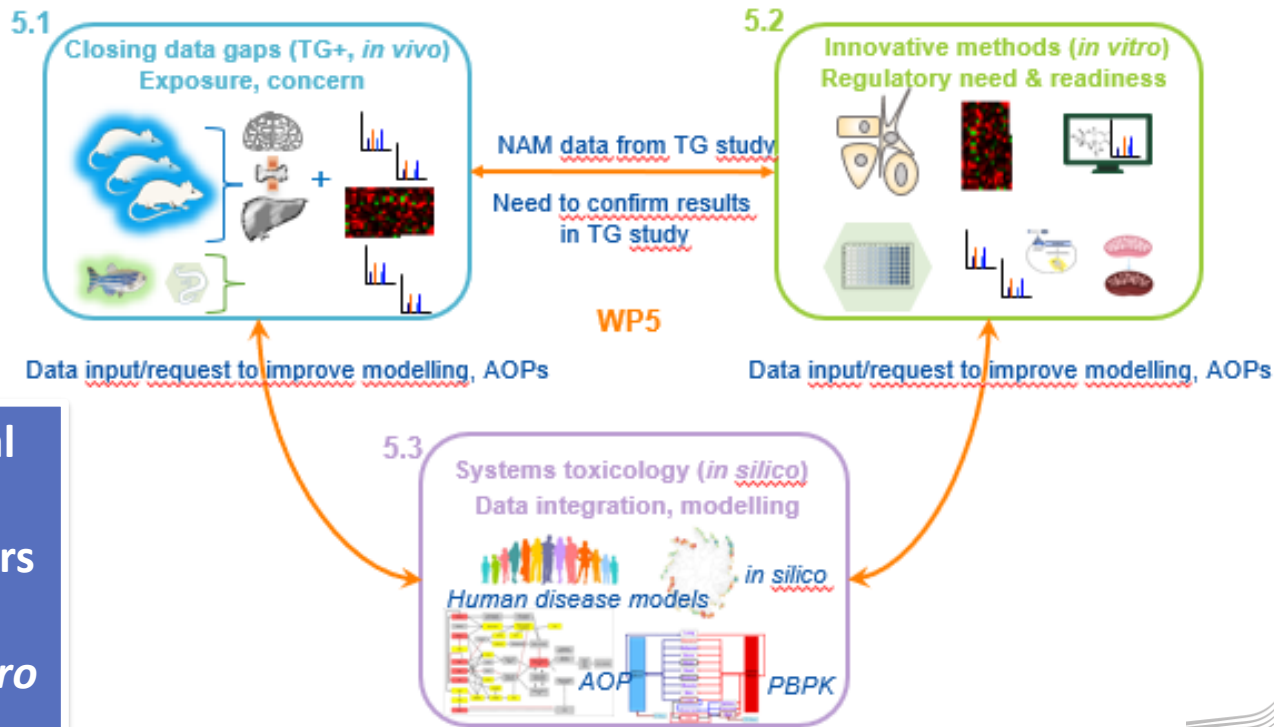 5.1
Closing data gaps (TG+, in vivo)
Exposure, concern
+
5.2
Innovative methods (in vitro)
Regulatory need & readiness
NAM data from TG study
Need to confirm results
in TG study
WP5
Data input/request to improve modelling, AOPs
Data input/request to improve modelling, AOPs
al
rs
ro
5.3
Systems toxicology (in silico)
Data integration, modelling
in silico
Human disease models
AOP
PBPK